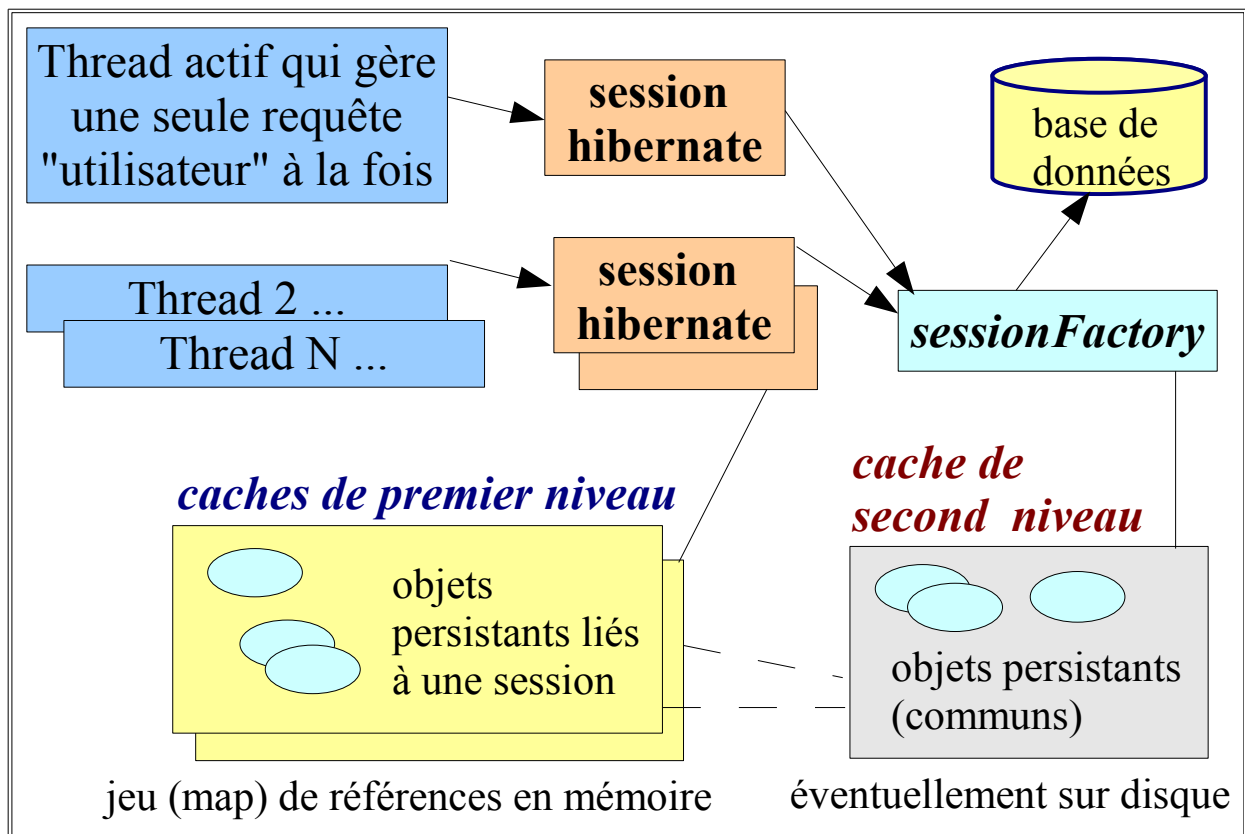 Thread actif qui gère
une seule requête
"utilisateur" à la fois
session
hibernate
base de
données
Thread 2 ...
Thread N ...
session
hibernate
sessionFactory
caches de premier niveau
cache de
second niveau
objets
persistants liés
à une session
objets persistants
(communs)
jeu (map) de références en mémoire
éventuellement sur disque